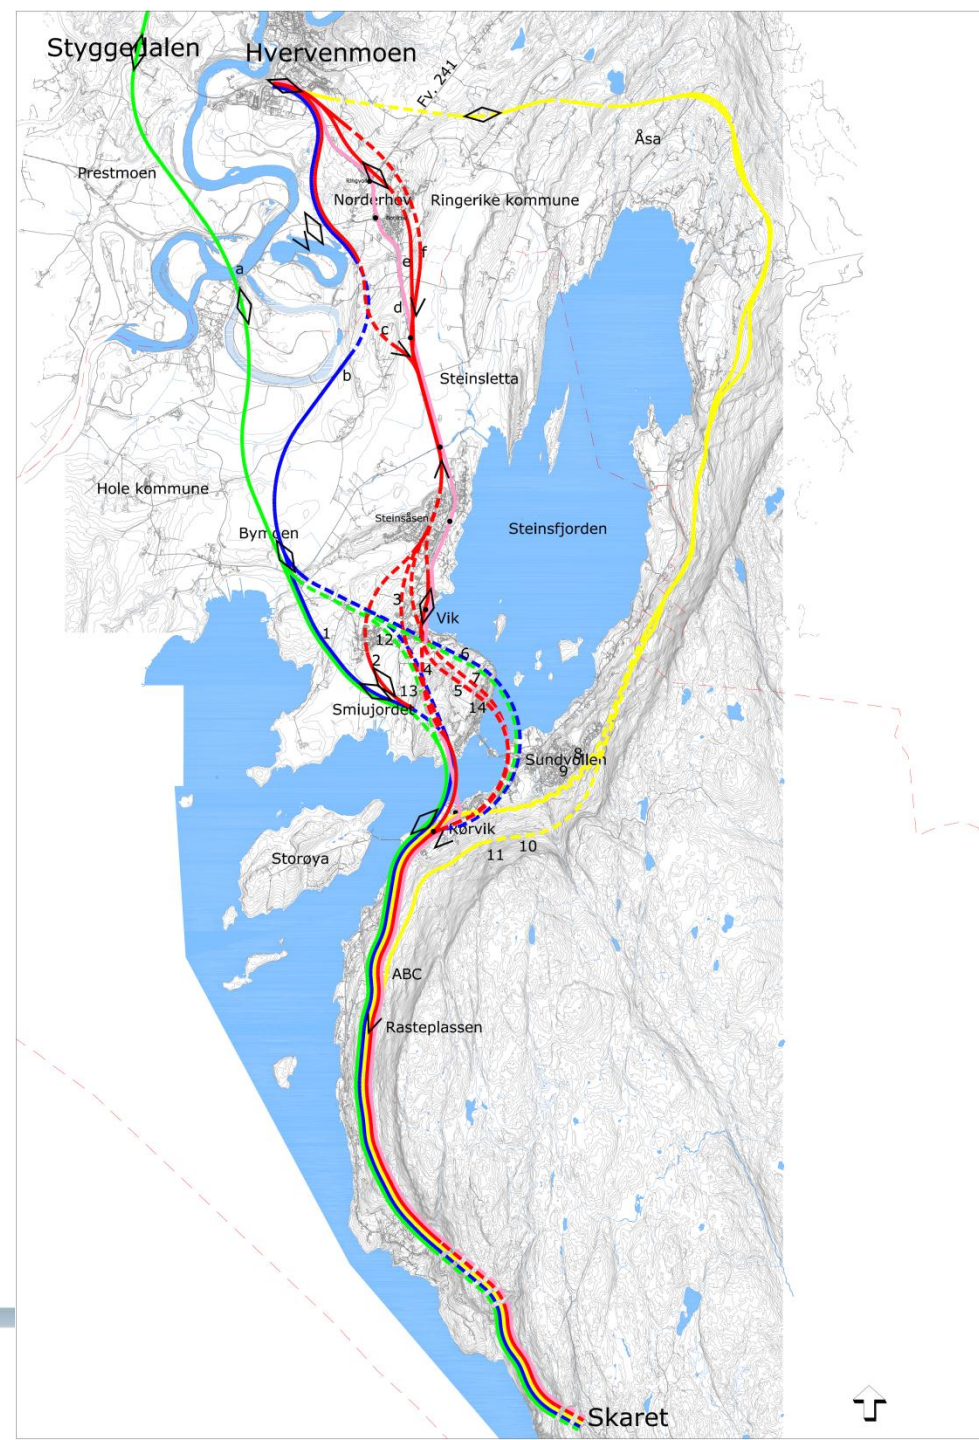 Styggedalen
Hvervenmoen
Fv. 241
Åsa
Prestmoen
Norderhov
Ringerike kommune
f
a
e
d
c
b
Steinsletta
Hole kommune
Steinsåsen
Bymoen
Steinsfjorden
3
Vik
1
12
6
2
4
7
13
5
14
Smiujordet
Sundvollen
8
9
Rørvik
10
11
Storøya
ABC
Rasteplassen
Skaret